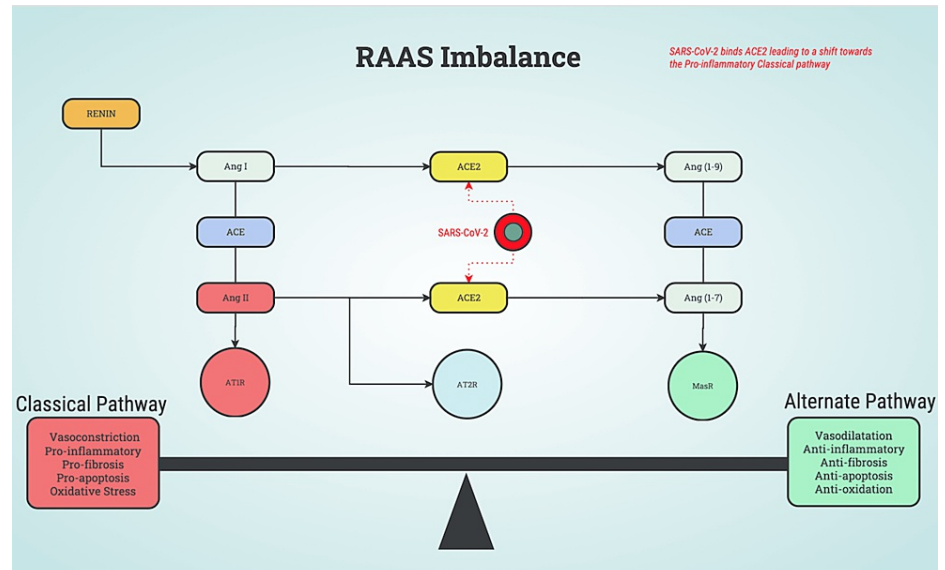 RAAS Imbalance
SARS-CoV-2 binds ACE2 leading to a shift towards
the Pro-inflammatory Classical pathway
RENIN
Ang I
ACE2
Ang (1-9)
ACE
SARS-CoV-2
ACE
Ang II
ACE2
Ang (1-7)
AT1R
AT2R
MasR
Classical Pathway
Vasoconstriction
Pro-inflammatory
Pro-fibrosis
Pro-apoptosis
Oxidative Stress
Alternate Pathway
Vasodilatation
Anti-inflammatory
Anti-fibrosis
Anti-apoptosis
Anti-oxidation